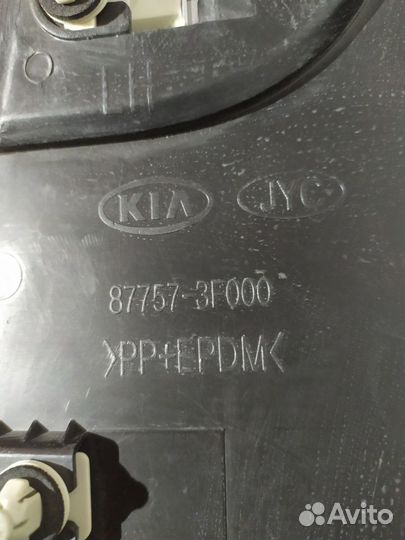 KIA JYC
87757-3F000
>PP+EPDM<
Avito